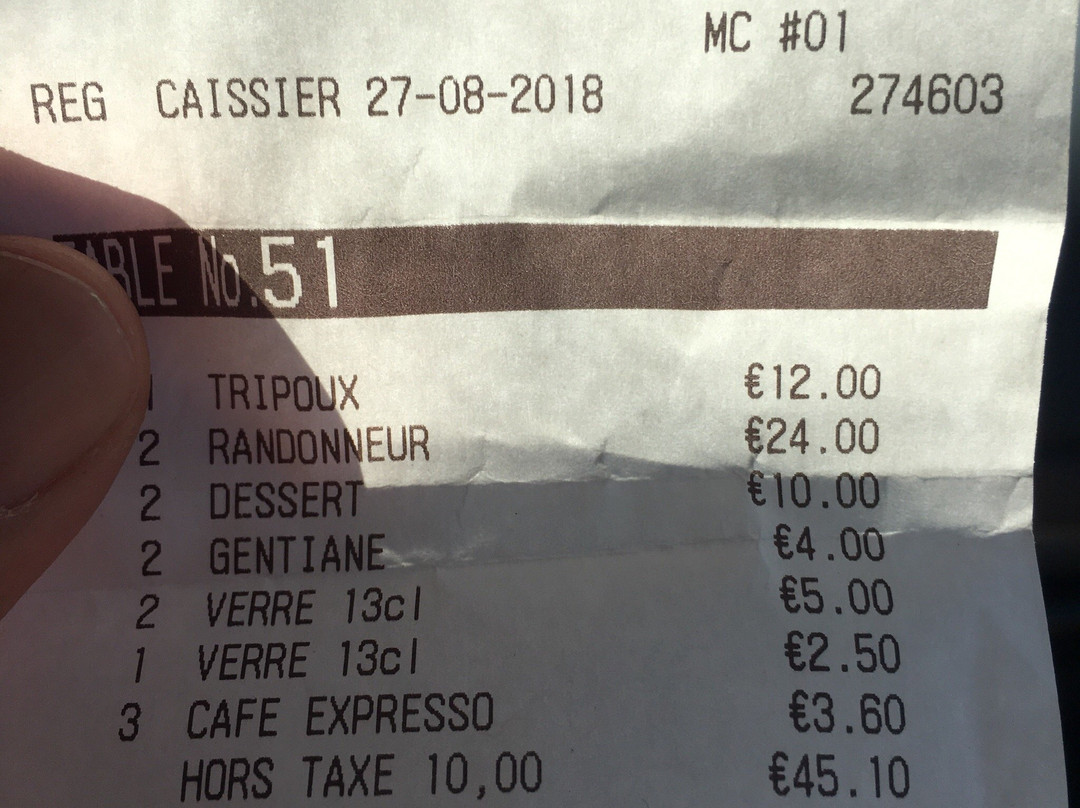 MC #01
REG CAISSIER 27-08-2018 274603
TABLE No.51
1 TRIPOUX €12.00
2 RANDONNEUR €24.00
2 DESSERT €10.00
2 GENTIANE €4.00
2 VERRE 13cl €5.00
1 VERRE 13cl €2.50
3 CAFE EXPRESSO €3.60
HORS TAXE 10,00 €45.10